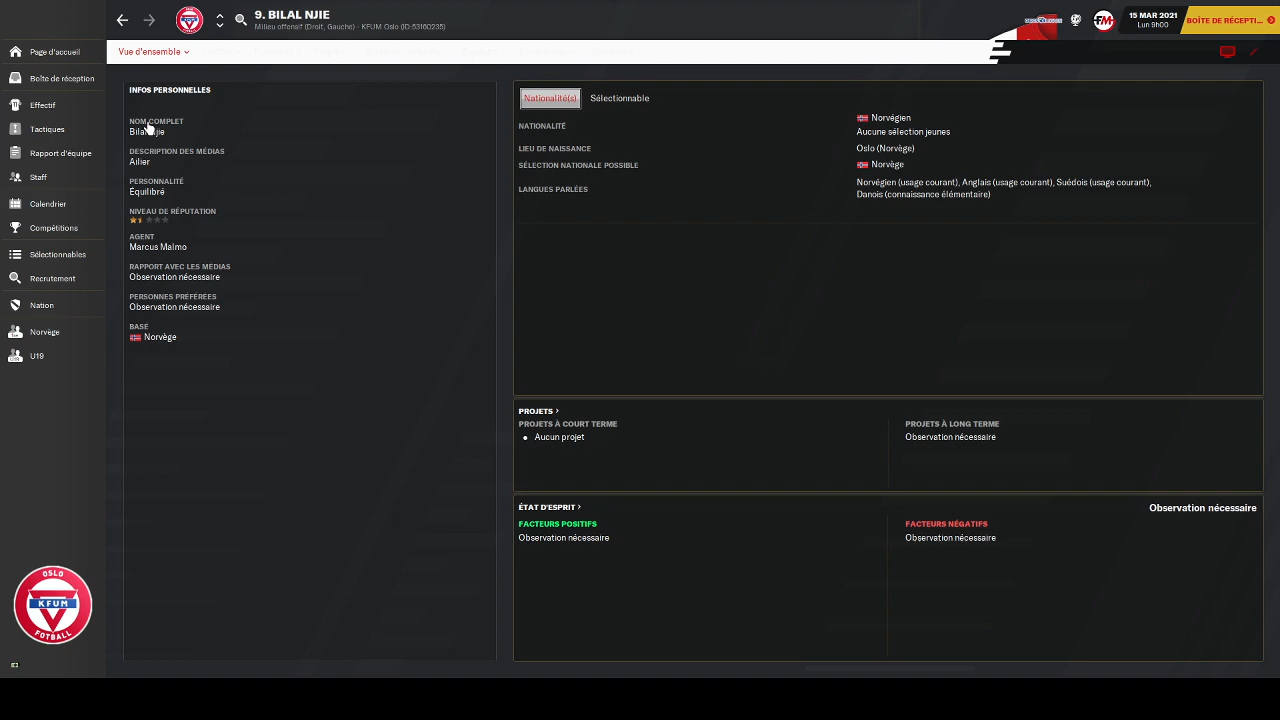 9. BILAL NJIE
Milieu offensif (Droit, Gauche) - KFUM Oslo (ID:53160235)
15 MAR 2021
Lun 9h00
BOÎTE DE RÉCEPTI...
FM
Vue d'ensemble
Page d'accueil
Boîte de réception
Effectif
Tactiques
Rapport d'équipe
Staff
Calendrier
Compétitions
Sélectionnables
Recrutement
Nation
Norvège
U19
OSLO
KFUM
FOTBALL
INFOS PERSONNELLES
NOM COMPLET
Bilal Njie
DESCRIPTION DES MÉDIAS
Ailier
PERSONNALITÉ
Équilibré
NIVEAU DE RÉPUTATION
AGENT
Marcus Malmo
RAPPORT AVEC LES MÉDIAS
Observation nécessaire
PERSONNES PRÉFÉRÉES
Observation nécessaire
BASÉ
Norvège
Nationalité(s) Sélectionnable
NATIONALITÉ
Norvégien
Aucune sélection jeunes
LIEU DE NAISSANCE
Oslo (Norvège)
SÉLECTION NATIONALE POSSIBLE
Norvège
LANGUES PARLÉES
Norvégien (usage courant), Anglais (usage courant), Suédois (usage courant),
Danois (connaissance élémentaire)
PROJETS >
PROJETS À COURT TERME
Aucun projet
PROJETS À LONG TERME
Observation nécessaire
ÉTAT D'ESPRIT >
Observation nécessaire
FACTEURS POSITIFS
Observation nécessaire
FACTEURS NÉGATIFS
Observation nécessaire